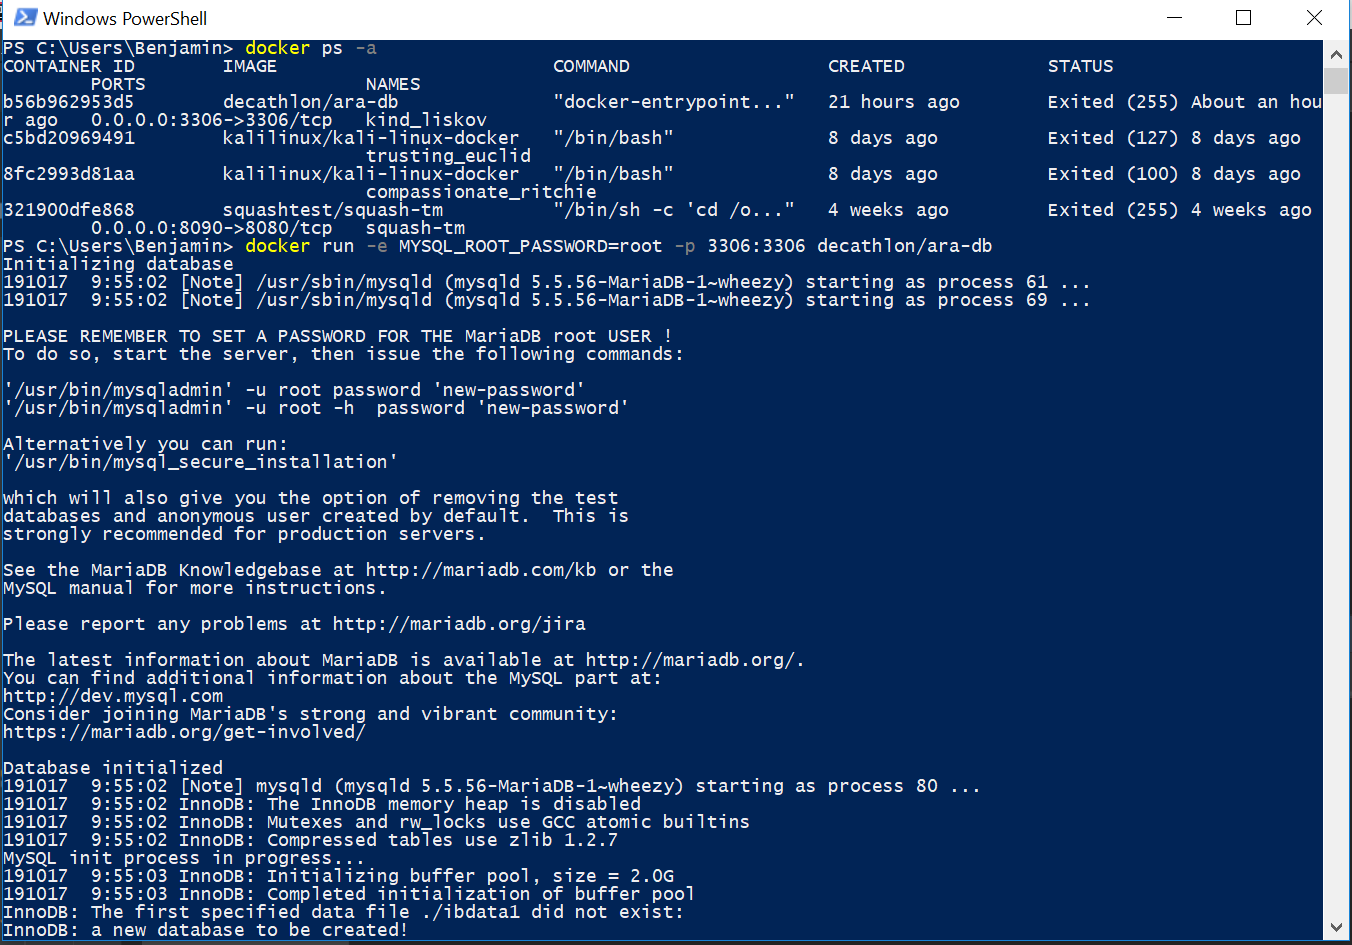 Windows PowerShell
PS C:\Users\Benjamin> docker ps -a
CONTAINER ID        IMAGE                         COMMAND                  CREATED             STATUS
        PORTS                    NAMES
b56b962953d5        decathlon/ara-db              "docker-entrypoint..."   21 hours ago        Exited (255) About an hou
r ago   0.0.0.0:3306->3306/tcp   kind_liskov
c5bd20969491        kalilinux/kali-linux-docker   "/bin/bash"              8 days ago          Exited (127) 8 days ago
                                 trusting_euclid
8fc2993d81aa        kalilinux/kali-linux-docker   "/bin/bash"              8 days ago          Exited (100) 8 days ago
                                 compassionate_ritchie
321900dfe868        squashtest/squash-tm          "/bin/sh -c 'cd /o..."   4 weeks ago         Exited (255) 4 weeks ago
        0.0.0.0:8090->8080/tcp   squash-tm
PS C:\Users\Benjamin> docker run -e MYSQL_ROOT_PASSWORD=root -p 3306:3306 decathlon/ara-db
Initializing database
191017  9:55:02 [Note] /usr/sbin/mysqld (mysqld 5.5.56-MariaDB-1~wheezy) starting as process 61 ...
191017  9:55:02 [Note] /usr/sbin/mysqld (mysqld 5.5.56-MariaDB-1~wheezy) starting as process 69 ...
PLEASE REMEMBER TO SET A PASSWORD FOR THE MariaDB root USER !
To do so, start the server, then issue the following commands:
'/usr/bin/mysqladmin' -u root password 'new-password'
'/usr/bin/mysqladmin' -u root -h  password 'new-password'
Alternatively you can run:
'/usr/bin/mysql_secure_installation'
which will also give you the option of removing the test
databases and anonymous user created by default.  This is
strongly recommended for production servers.
See the MariaDB Knowledgebase at http://mariadb.com/kb or the
MySQL manual for more instructions.
Please report any problems at http://mariadb.org/jira
The latest information about MariaDB is available at http://mariadb.org/.
You can find additional information about the MySQL part at:
http://dev.mysql.com
Consider joining MariaDB's strong and vibrant community:
https://mariadb.org/get-involved/
Database initialized
191017  9:55:02 [Note] mysqld (mysqld 5.5.56-MariaDB-1~wheezy) starting as process 80 ...
191017  9:55:02 InnoDB: The InnoDB memory heap is disabled
191017  9:55:02 InnoDB: Mutexes and rw_locks use GCC atomic builtins
191017  9:55:02 InnoDB: Compressed tables use zlib 1.2.7
MySQL init process in progress...
191017  9:55:03 InnoDB: Initializing buffer pool, size = 2.0G
191017  9:55:03 InnoDB: Completed initialization of buffer pool
InnoDB: The first specified data file ./ibdata1 did not exist:
InnoDB: a new database to be created!